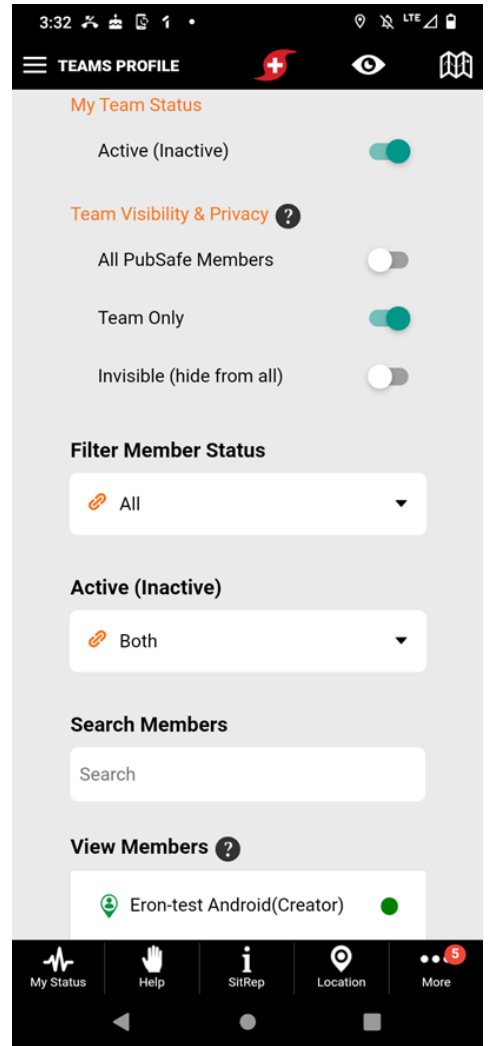 3:32 LTE
TEAMS PROFILE
My Team Status
Active (Inactive)
Team Visibility & Privacy ?
All PubSafe Members
Team Only
Invisible (hide from all)
Filter Member Status
All
Active (Inactive)
Both
Search Members
Search
View Members ?
Eron-test Android(Creator)
5
My Status Help SitRep Location More